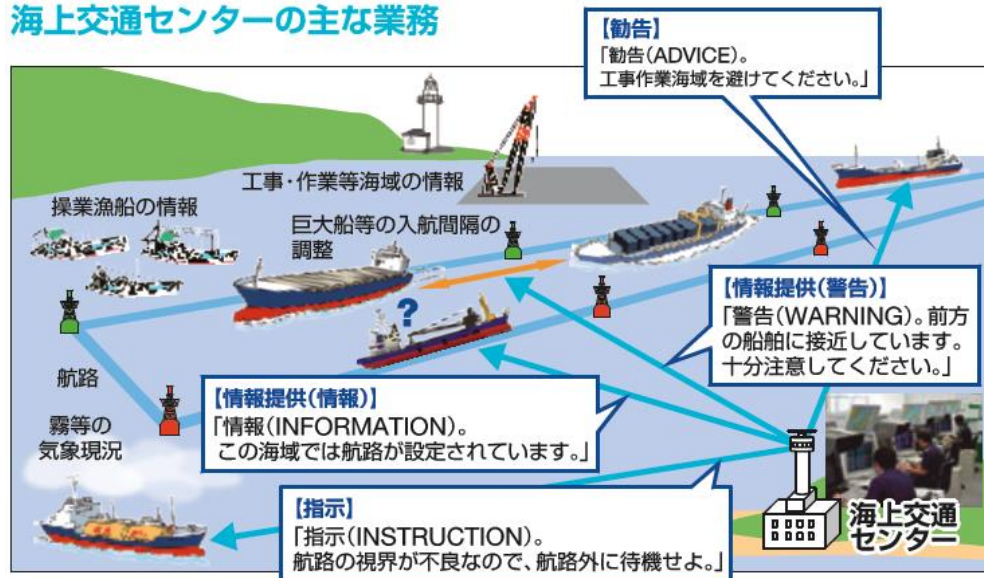 海上交通センターの主な業務
【勧告】
「勧告(ADVICE)。
工事作業海域を避けてください。」
工事・作業等海域の情報
操業漁船の情報
巨大船等の入航間隔の
調整
?
【情報提供(警告)】
「警告(WARNING)。前方
の船舶に接近しています。
十分注意してください。」
航路
【情報提供(情報)】
「情報(INFORMATION)。
この海域では航路が設定されています。」
霧等の
気象現況
【指示】
「指示(INSTRUCTION)。
航路の視界が不良なので、航路外に待機せよ。」
海上交通
センター